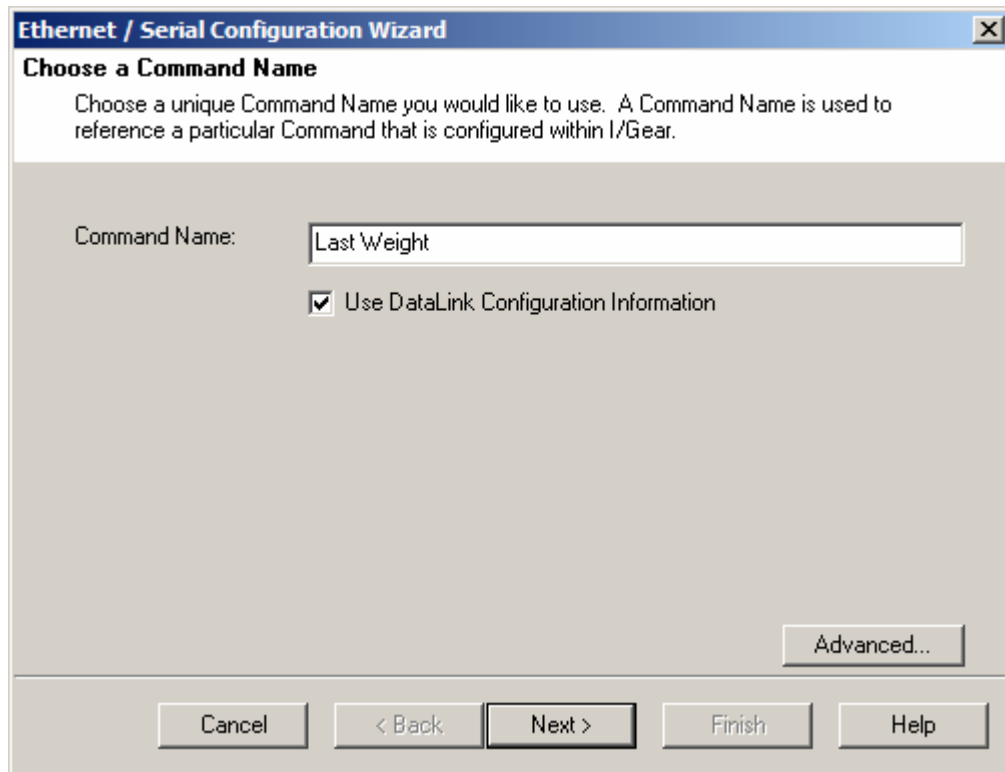 Ethernet / Serial Configuration Wizard
Choose a Command Name
Choose a unique Command Name you would like to use.  A Command Name is used to
reference a particular Command that is configured within I/Gear.
Command Name:
Last Weight
Use DataLink Configuration Information
Advanced...
Cancel
< Back
Next >
Finish
Help